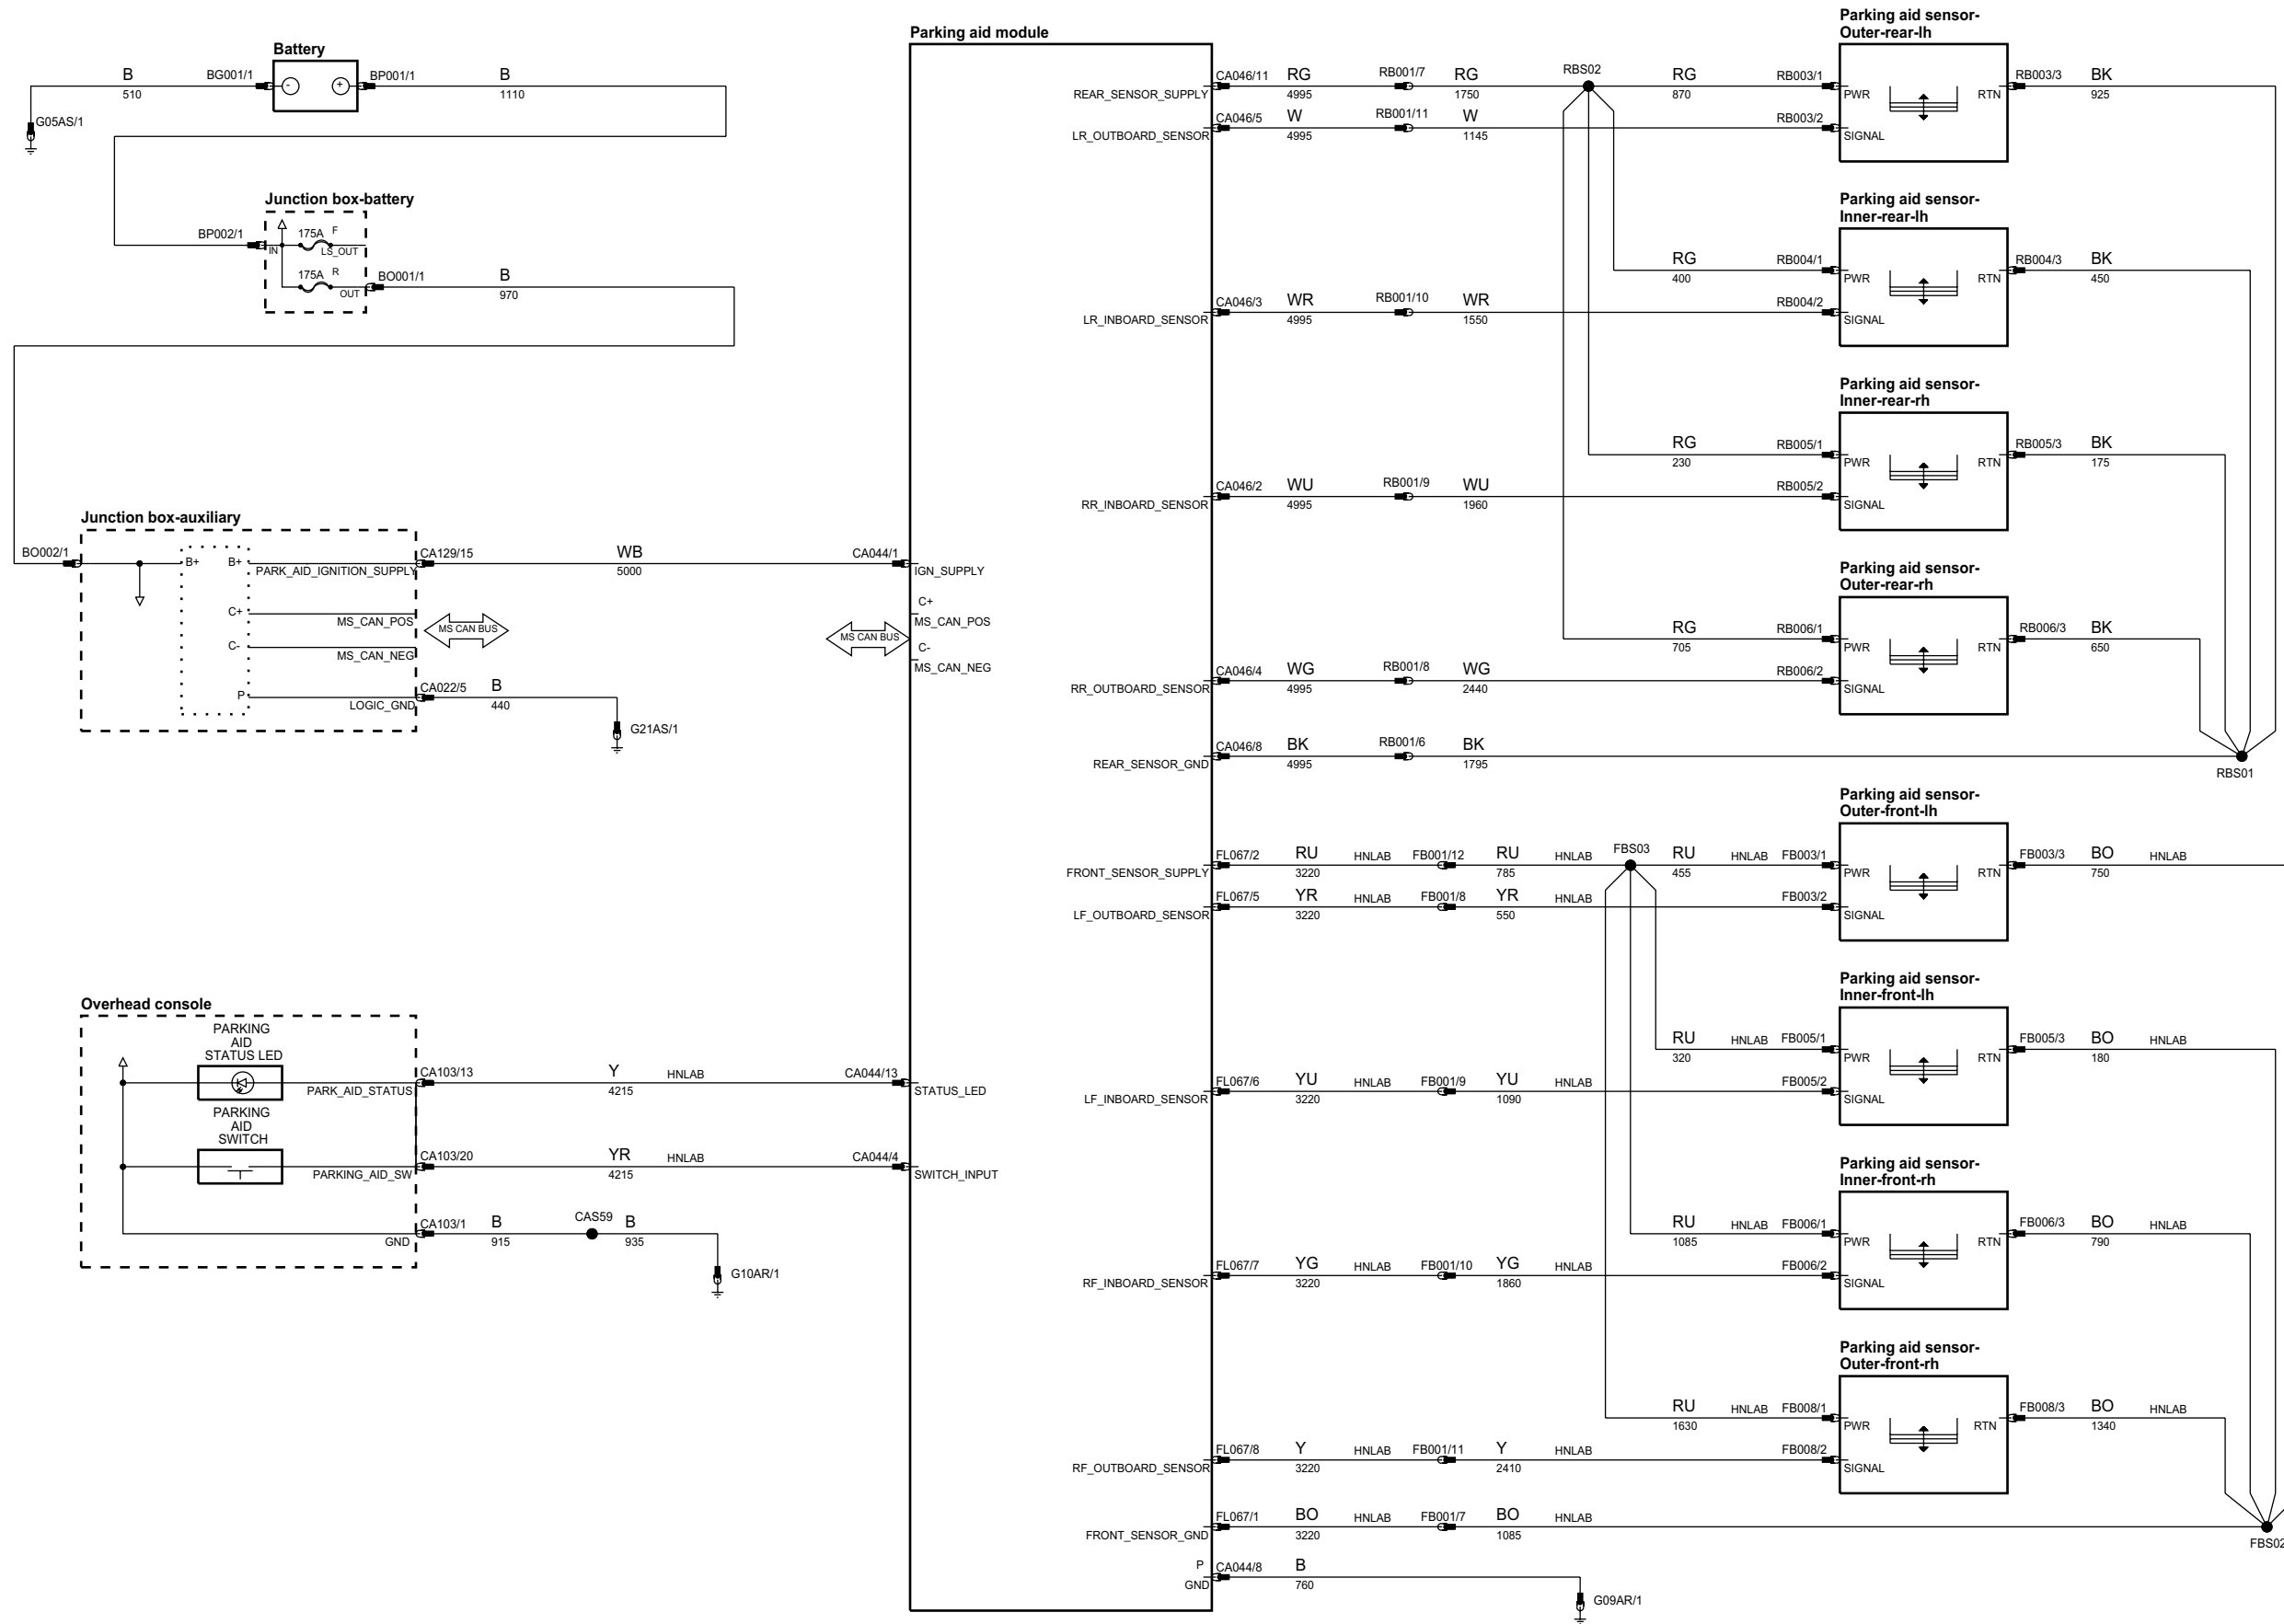 Battery
B
510
BG001/1
-
+
BP001/1
B
1110
G05AS/1
Junction box-battery
BP002/1
IN
175A F
LS_OUT
175A R
OUT
BO001/1
B
970
Junction box-auxiliary
BO002/1
B+
B+
PARK_AID_IGNITION_SUPPLY
CA129/15
WB
5000
CA044/1
C+
MS_CAN_POS
C-
MS_CAN_NEG
MS CAN BUS
P
LOGIC_GND
CA022/5
B
440
G21AS/1
Overhead console
PARKING
AID
STATUS LED
PARK_AID_STATUS
CA103/13
Y
4215
HNLAB
CA044/13
PARKING
AID
SWITCH
PARKING_AID_SW
CA103/20
YR
4215
HNLAB
CA044/4
GND
CA103/1
B
915
CAS59
B
935
G10AR/1
Parking aid module
IGN_SUPPLY
C+
MS_CAN_POS
C-
MS_CAN_NEG
MS CAN BUS
STATUS_LED
SWITCH_INPUT
REAR_SENSOR_SUPPLY
CA046/11
RG
4995
RB001/7
RG
1750
RBS02
RG
870
RB003/1
LR_OUTBOARD_SENSOR
CA046/5
W
4995
RB001/11
W
1145
RB003/2
Parking aid sensor-
Outer-rear-lh
PWR
SIGNAL
RTN
RB003/3
BK
925
Parking aid sensor-
Inner-rear-lh
RG
400
RB004/1
PWR
RTN
RB004/3
BK
450
LR_INBOARD_SENSOR
CA046/3
WR
4995
RB001/10
WR
1550
RB004/2
SIGNAL
Parking aid sensor-
Inner-rear-rh
RG
230
RB005/1
PWR
RTN
RB005/3
BK
175
RR_INBOARD_SENSOR
CA046/2
WU
4995
RB001/9
WU
1960
RB005/2
SIGNAL
Parking aid sensor-
Outer-rear-rh
RG
705
RB006/1
PWR
RTN
RB006/3
BK
650
RR_OUTBOARD_SENSOR
CA046/4
WG
4995
RB001/8
WG
2440
RB006/2
SIGNAL
REAR_SENSOR_GND
CA046/8
BK
4995
RB001/6
BK
1795
RBS01
Parking aid sensor-
Outer-front-lh
FRONT_SENSOR_SUPPLY
FL067/2
RU
3220
HNLAB
FB001/12
RU
785
HNLAB
FBS03
RU
455
HNLAB
FB003/1
PWR
RTN
FB003/3
BO
750
HNLAB
LF_OUTBOARD_SENSOR
FL067/5
YR
3220
HNLAB
FB001/8
YR
550
HNLAB
FB003/2
SIGNAL
Parking aid sensor-
Inner-front-lh
RU
320
HNLAB
FB005/1
PWR
RTN
FB005/3
BO
180
HNLAB
LF_INBOARD_SENSOR
FL067/6
YU
3220
HNLAB
FB001/9
YU
1090
HNLAB
FB005/2
SIGNAL
Parking aid sensor-
Inner-front-rh
RU
1085
HNLAB
FB006/1
PWR
RTN
FB006/3
BO
790
HNLAB
RF_INBOARD_SENSOR
FL067/7
YG
3220
HNLAB
FB001/10
YG
1860
HNLAB
FB006/2
SIGNAL
Parking aid sensor-
Outer-front-rh
RU
1630
HNLAB
FB008/1
PWR
RTN
FB008/3
BO
1340
HNLAB
RF_OUTBOARD_SENSOR
FL067/8
Y
3220
HNLAB
FB001/11
Y
2410
HNLAB
FB008/2
SIGNAL
FRONT_SENSOR_GND
FL067/1
BO
3220
HNLAB
FB001/7
BO
1085
HNLAB
FBS02
P
GND
CA044/8
B
760
G09AR/1